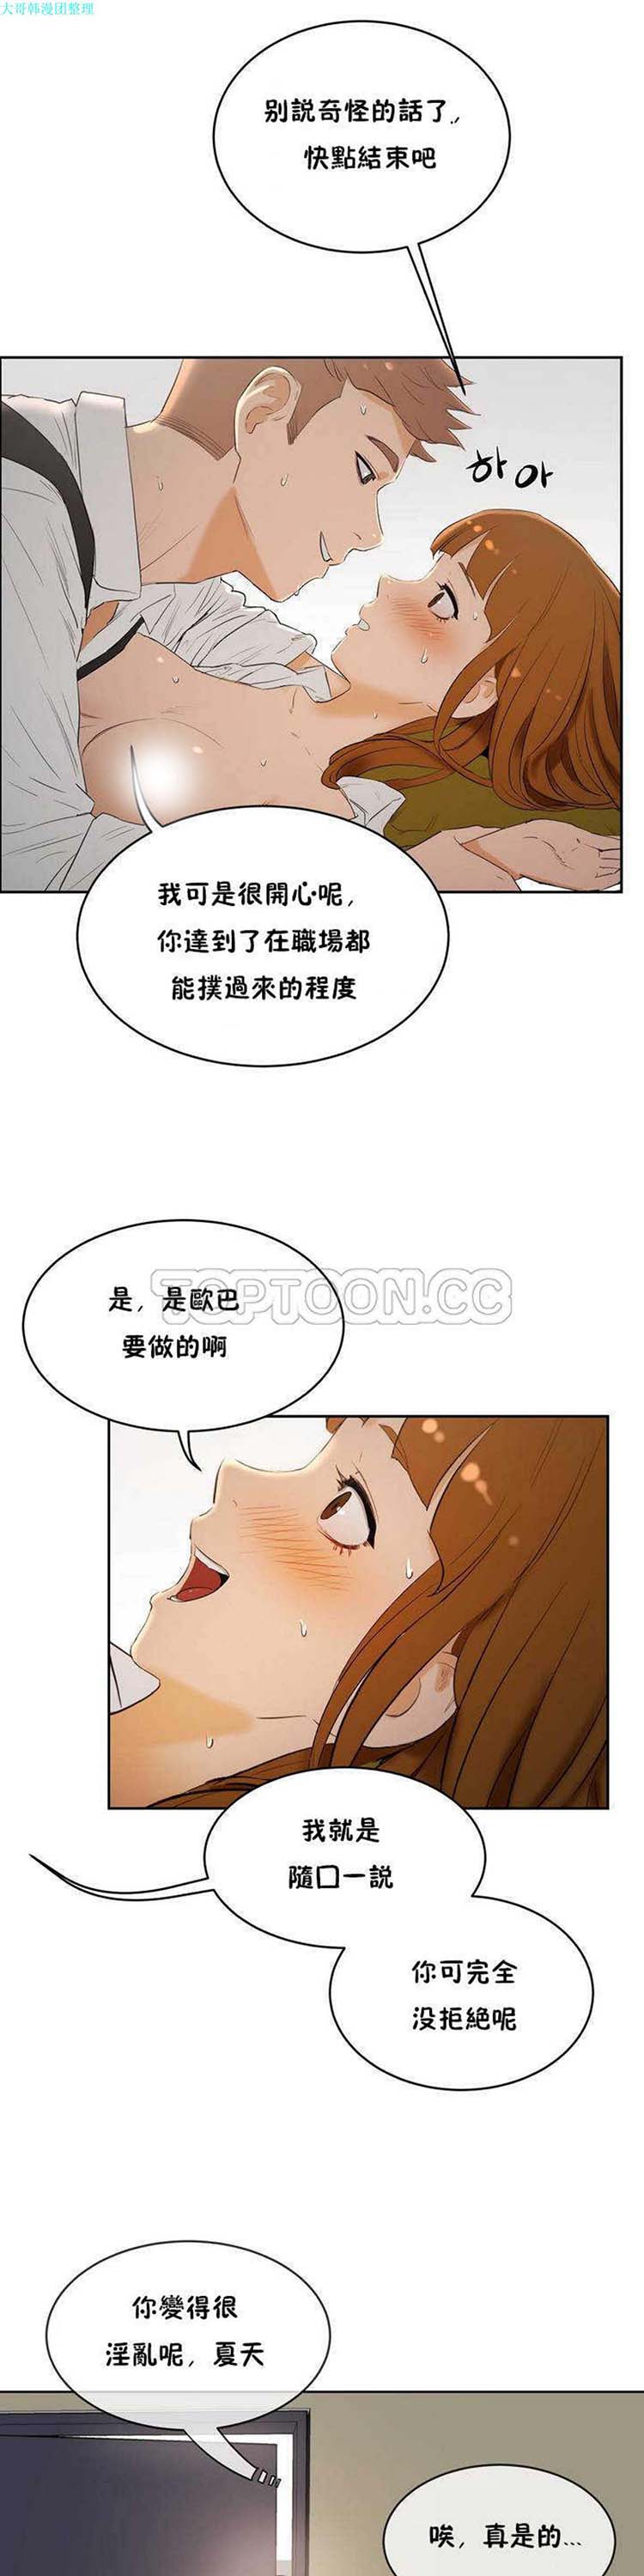 大哥韩漫团整理
别說奇怪的話了,
快點結束吧
하아
我可是很開心呢,
你達到了在職場都
能撲過來的程度
TOPTOON.CC
是, 是歐巴
要做的啊
我就是
隨口一説
你可完全
没拒絶呢
你變得很
淫亂呢, 夏天
唉, 真是的...